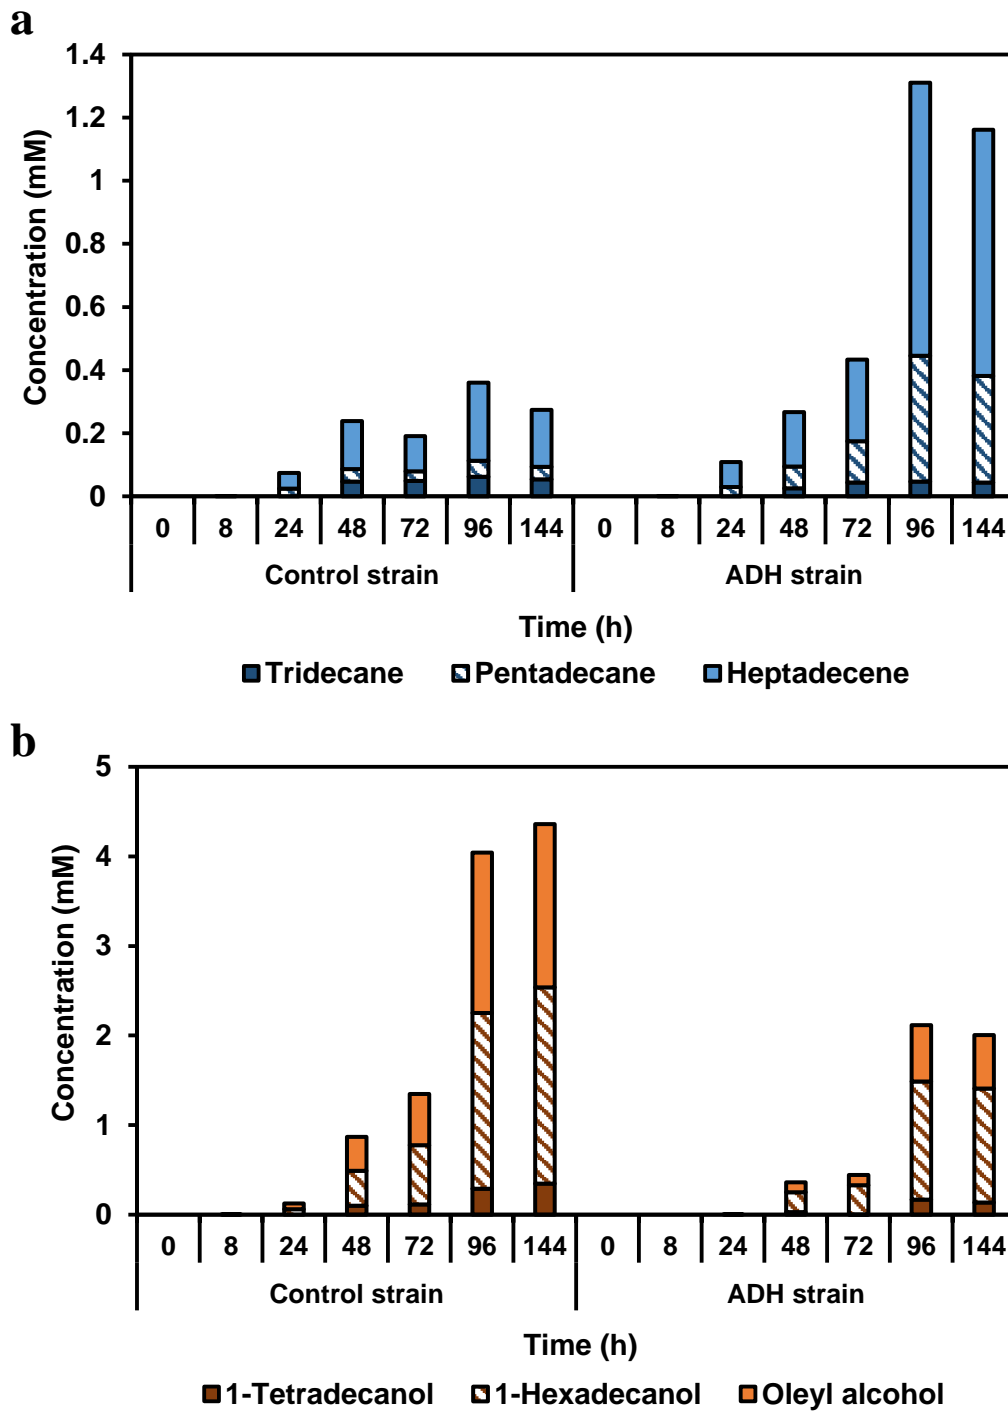 a
1.4
1.2
1
0.8
0.6
0.4
0.2
0
Concentration (mM)
0 8 24 48 72 96 144 0 8 24 48 72 96 144
Control strain ADH strain
Time (h)
Tridecane Pentadecane Heptadecene
b
5
4
3
2
1
0
Concentration (mM)
0 8 24 48 72 96 144 0 8 24 48 72 96 144
Control strain ADH strain
Time (h)
1-Tetradecanol 1-Hexadecanol Oleyl alcohol